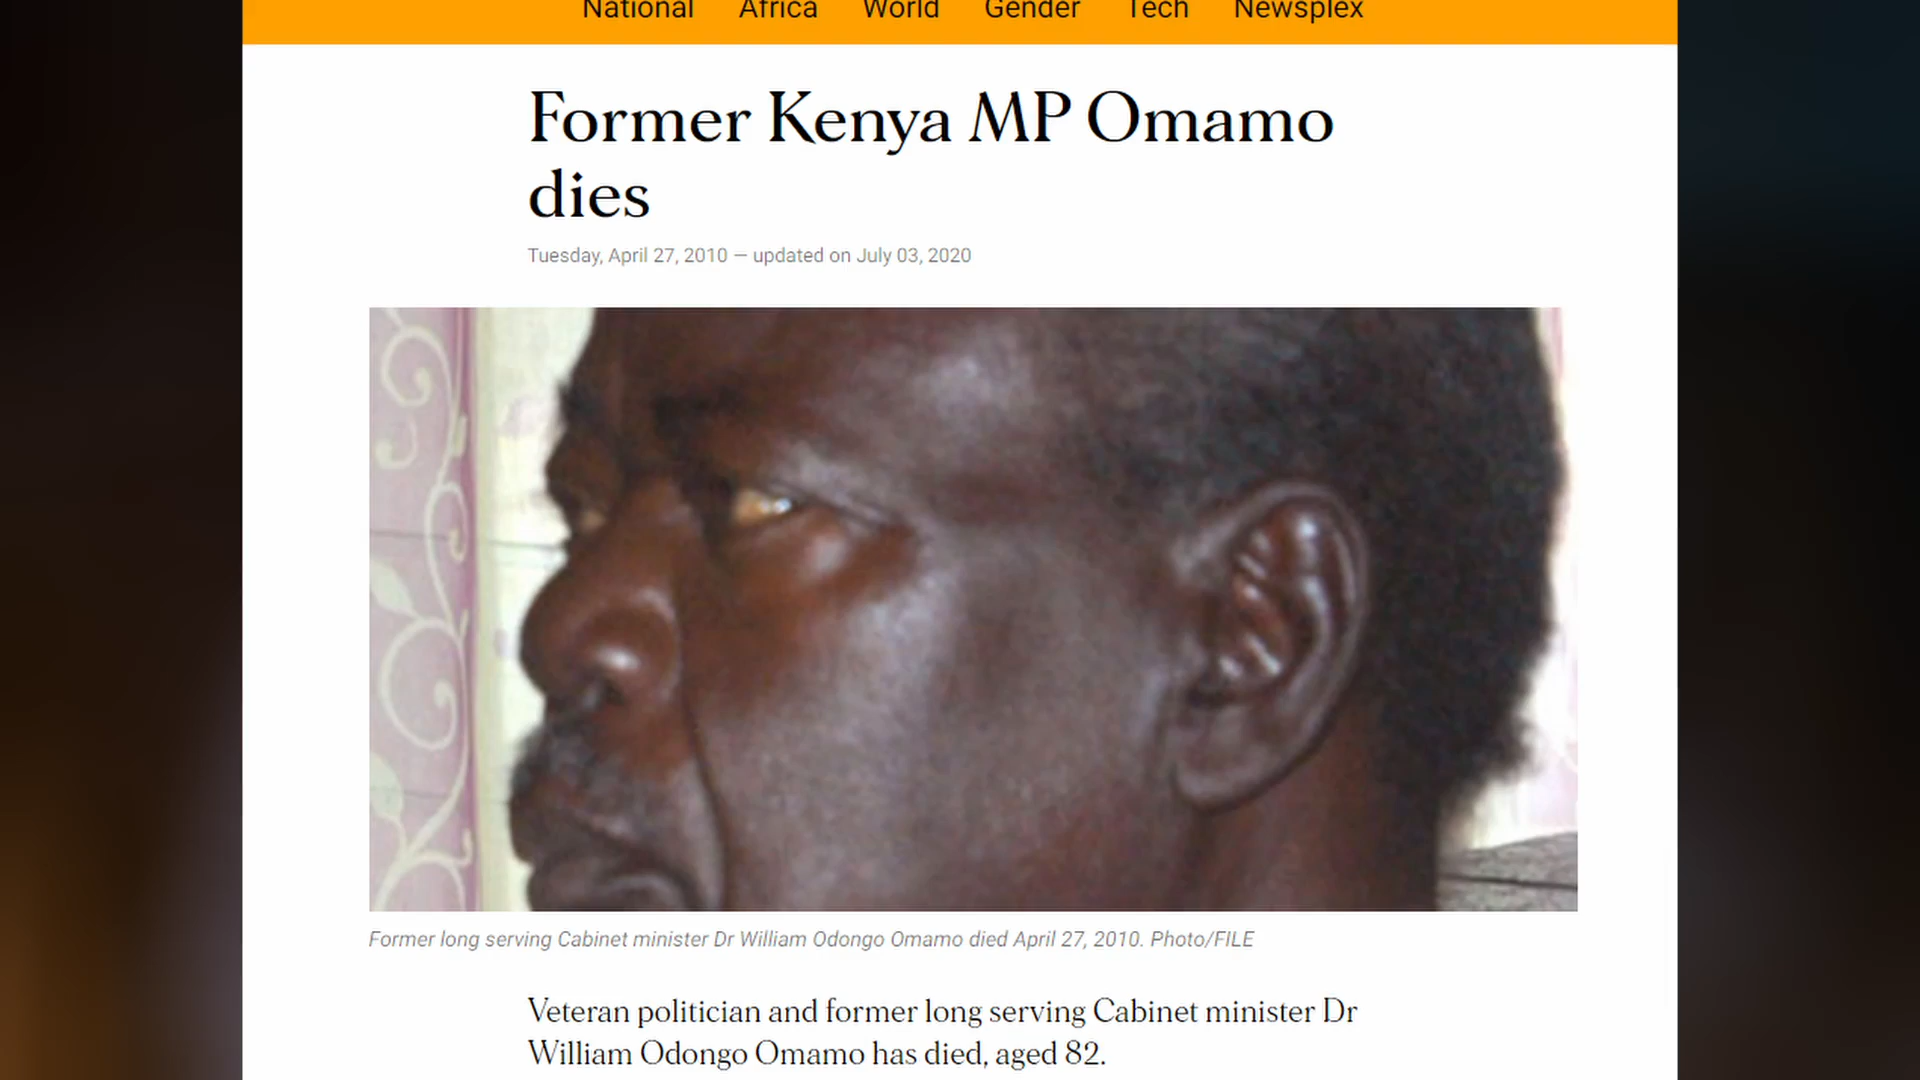 National Africa World Gender Tech Newsplex
Former Kenya MP Omamo
dies
Tuesday, April 27, 2010 — updated on July 03, 2020
Former long serving Cabinet minister Dr William Odongo Omamo died April 27, 2010. Photo/FILE
Veteran politician and former long serving Cabinet minister Dr
William Odongo Omamo has died, aged 82.